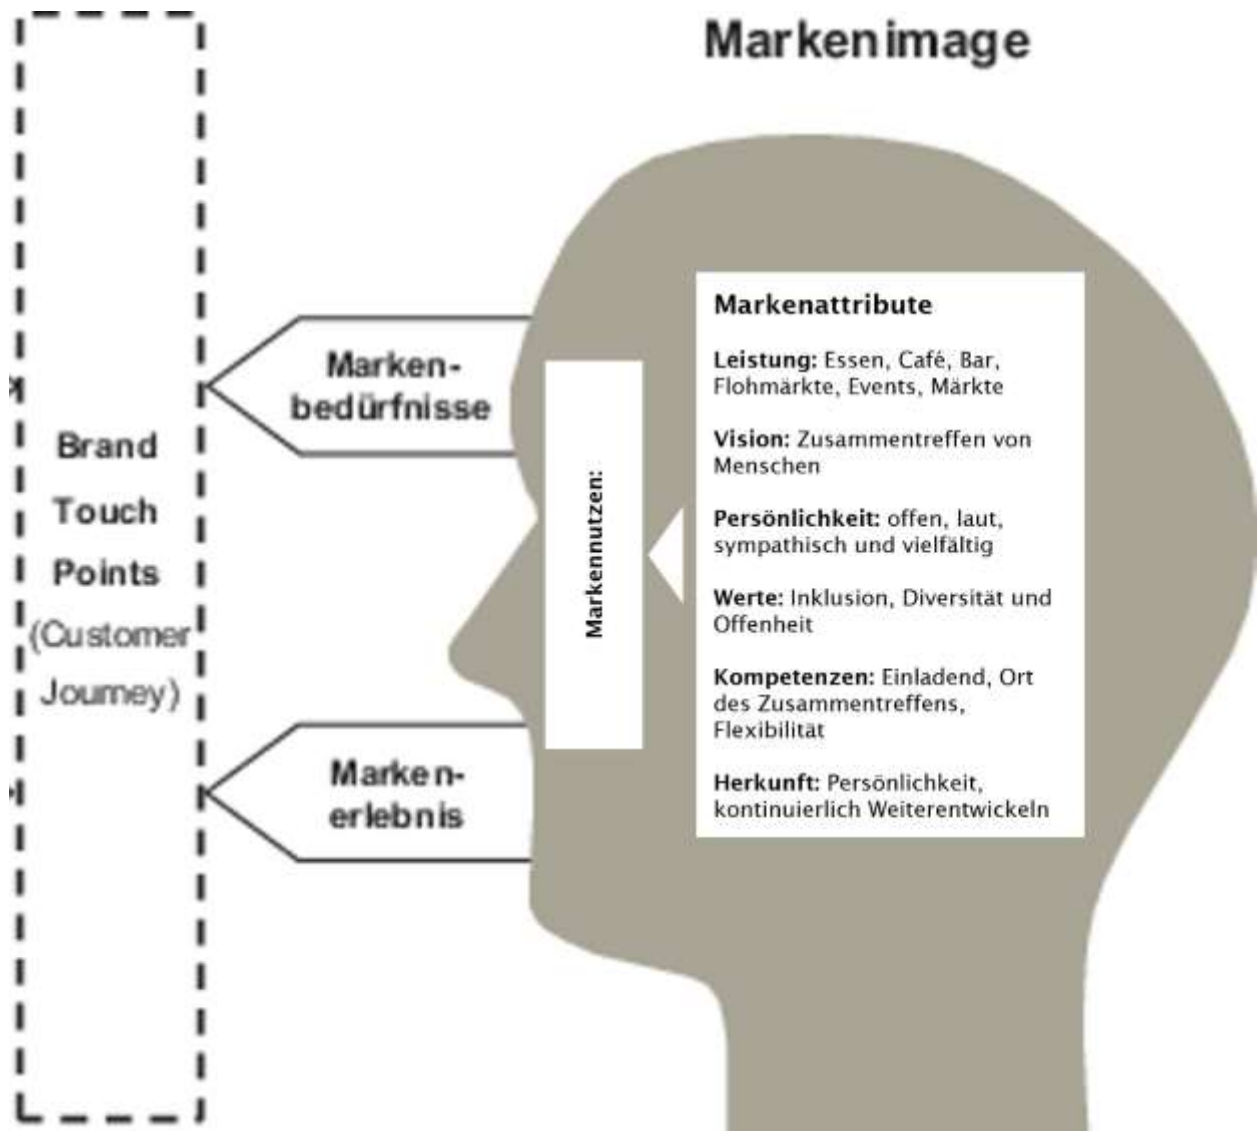 Markenimage
Brand
Touch
Points
(Customer
Journey)
Marken-
bedürfnisse
Marken-
erlebnis
Markennutzen:
Markenattribute
Leistung: Essen, Café, Bar,
Flohmärkte, Events, Märkte
Vision: Zusammentreffen von
Menschen
Persönlichkeit: offen, laut,
sympathisch und vielfältig
Werte: Inklusion, Diversität und
Offenheit
Kompetenzen: Einladend, Ort
des Zusammentreffens,
Flexibilität
Herkunft: Persönlichkeit,
kontinuierlich Weiterentwickeln